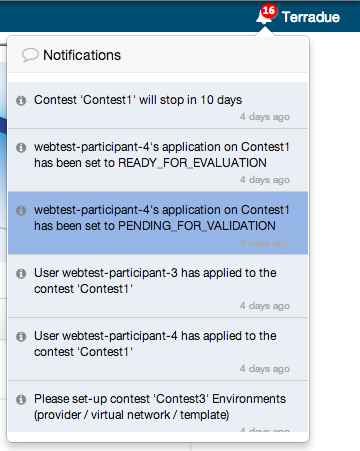 16
Terradue
Notifications
Contest 'Contest1' will stop in 10 days
4 days ago
webtest-participant-4's application on Contest1
has been set to READY_FOR_EVALUATION
4 days ago
webtest-participant-4's application on Contest1
has been set to PENDING_FOR_VALIDATION
4 days ago
User webtest-participant-3 has applied to the
contest 'Contest1'
4 days ago
User webtest-participant-4 has applied to the
contest 'Contest1'
4 days ago
Please set-up contest 'Contest3' Environments
(provider / virtual network / template)
4 days ago